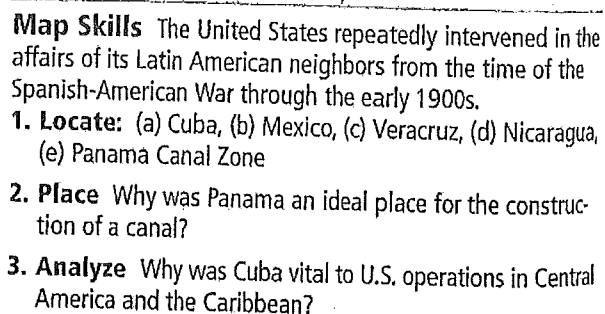 Map Skills The United States repeatedly intervened in the
affairs of its Latin American neighbors from the time of the
Spanish-American War through the early 1900s.
1. Locate: (a) Cuba, (b) Mexico, (c) Veracruz, (d) Nicaragua,
(e) Panama Canal Zone
2. Place Why was Panama an ideal place for the construc-
tion of a canal?
3. Analyze Why was Cuba vital to U.S. operations in Central
America and the Caribbean?